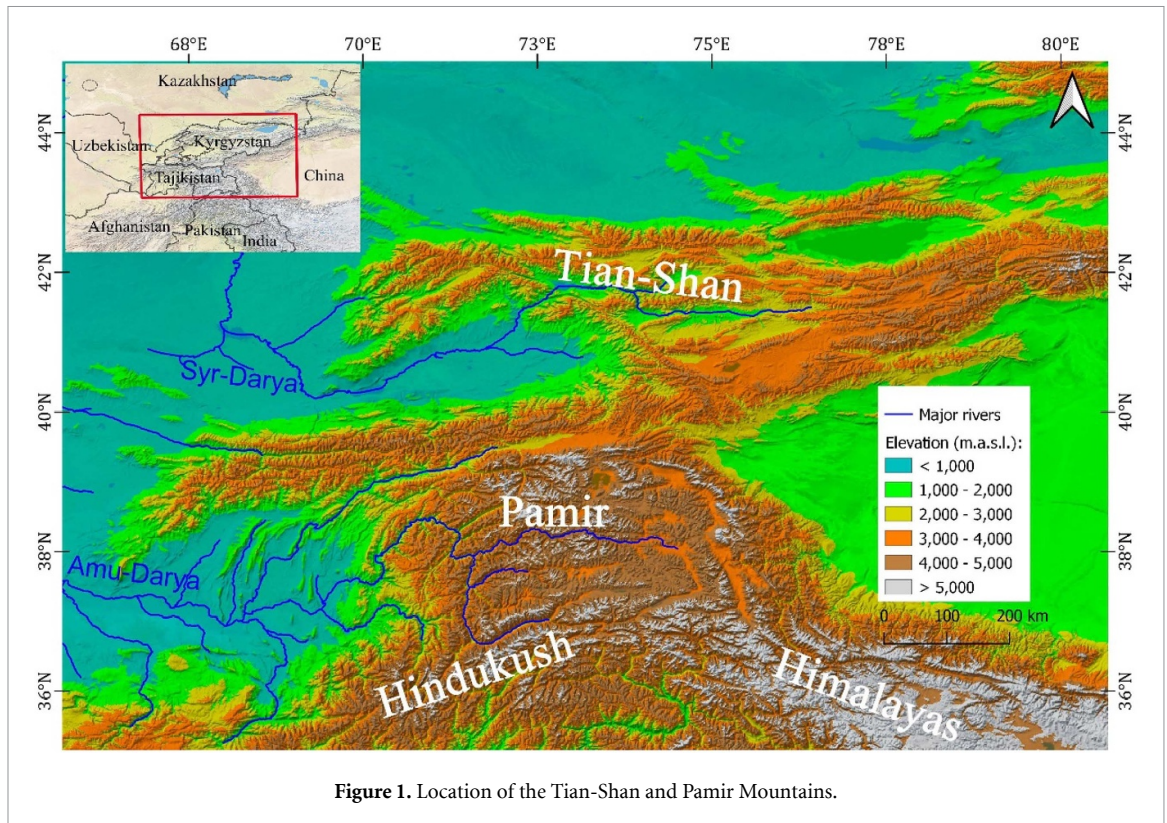 68°E 70°E 73°E 75°E 78°E 80°E
44°N 44°N
42°N 42°N
40°N 40°N
38°N 38°N
36°N 36°N
Kazakhstan
Uzbekistan
Kyrgyzstan
Tajikistan
China
Afghanistan
Pakistan
India
Tian-Shan
Syr-Darya
Pamir
Amu-Darya
Hindukush
Himalayas
Major rivers
Elevation (m.a.s.l.):
< 1,000
1,000 - 2,000
2,000 - 3,000
3,000 - 4,000
4,000 - 5,000
> 5,000
0 100 200 km
Figure 1. Location of the Tian-Shan and Pamir Mountains.